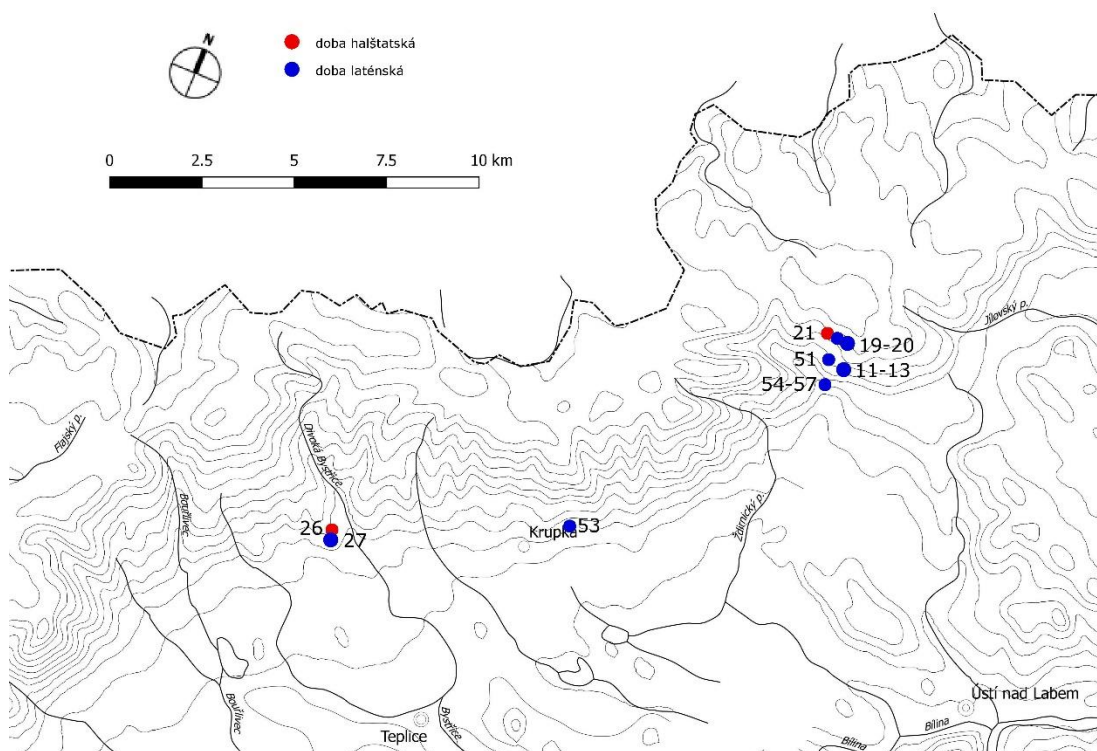 N
doba halštatská
doba laténská
0 2.5 5 7.5 10 km
21
19-20
51
11-13
54-57
Jílovský p.
Flajský p.
Divoká Bystřice
Bouřlivec
Ždírnický p.
26
27
Krupka
53
Ústí nad Labem
Bouřlivec
Bystřice
Teplice
Bílina
Bílina